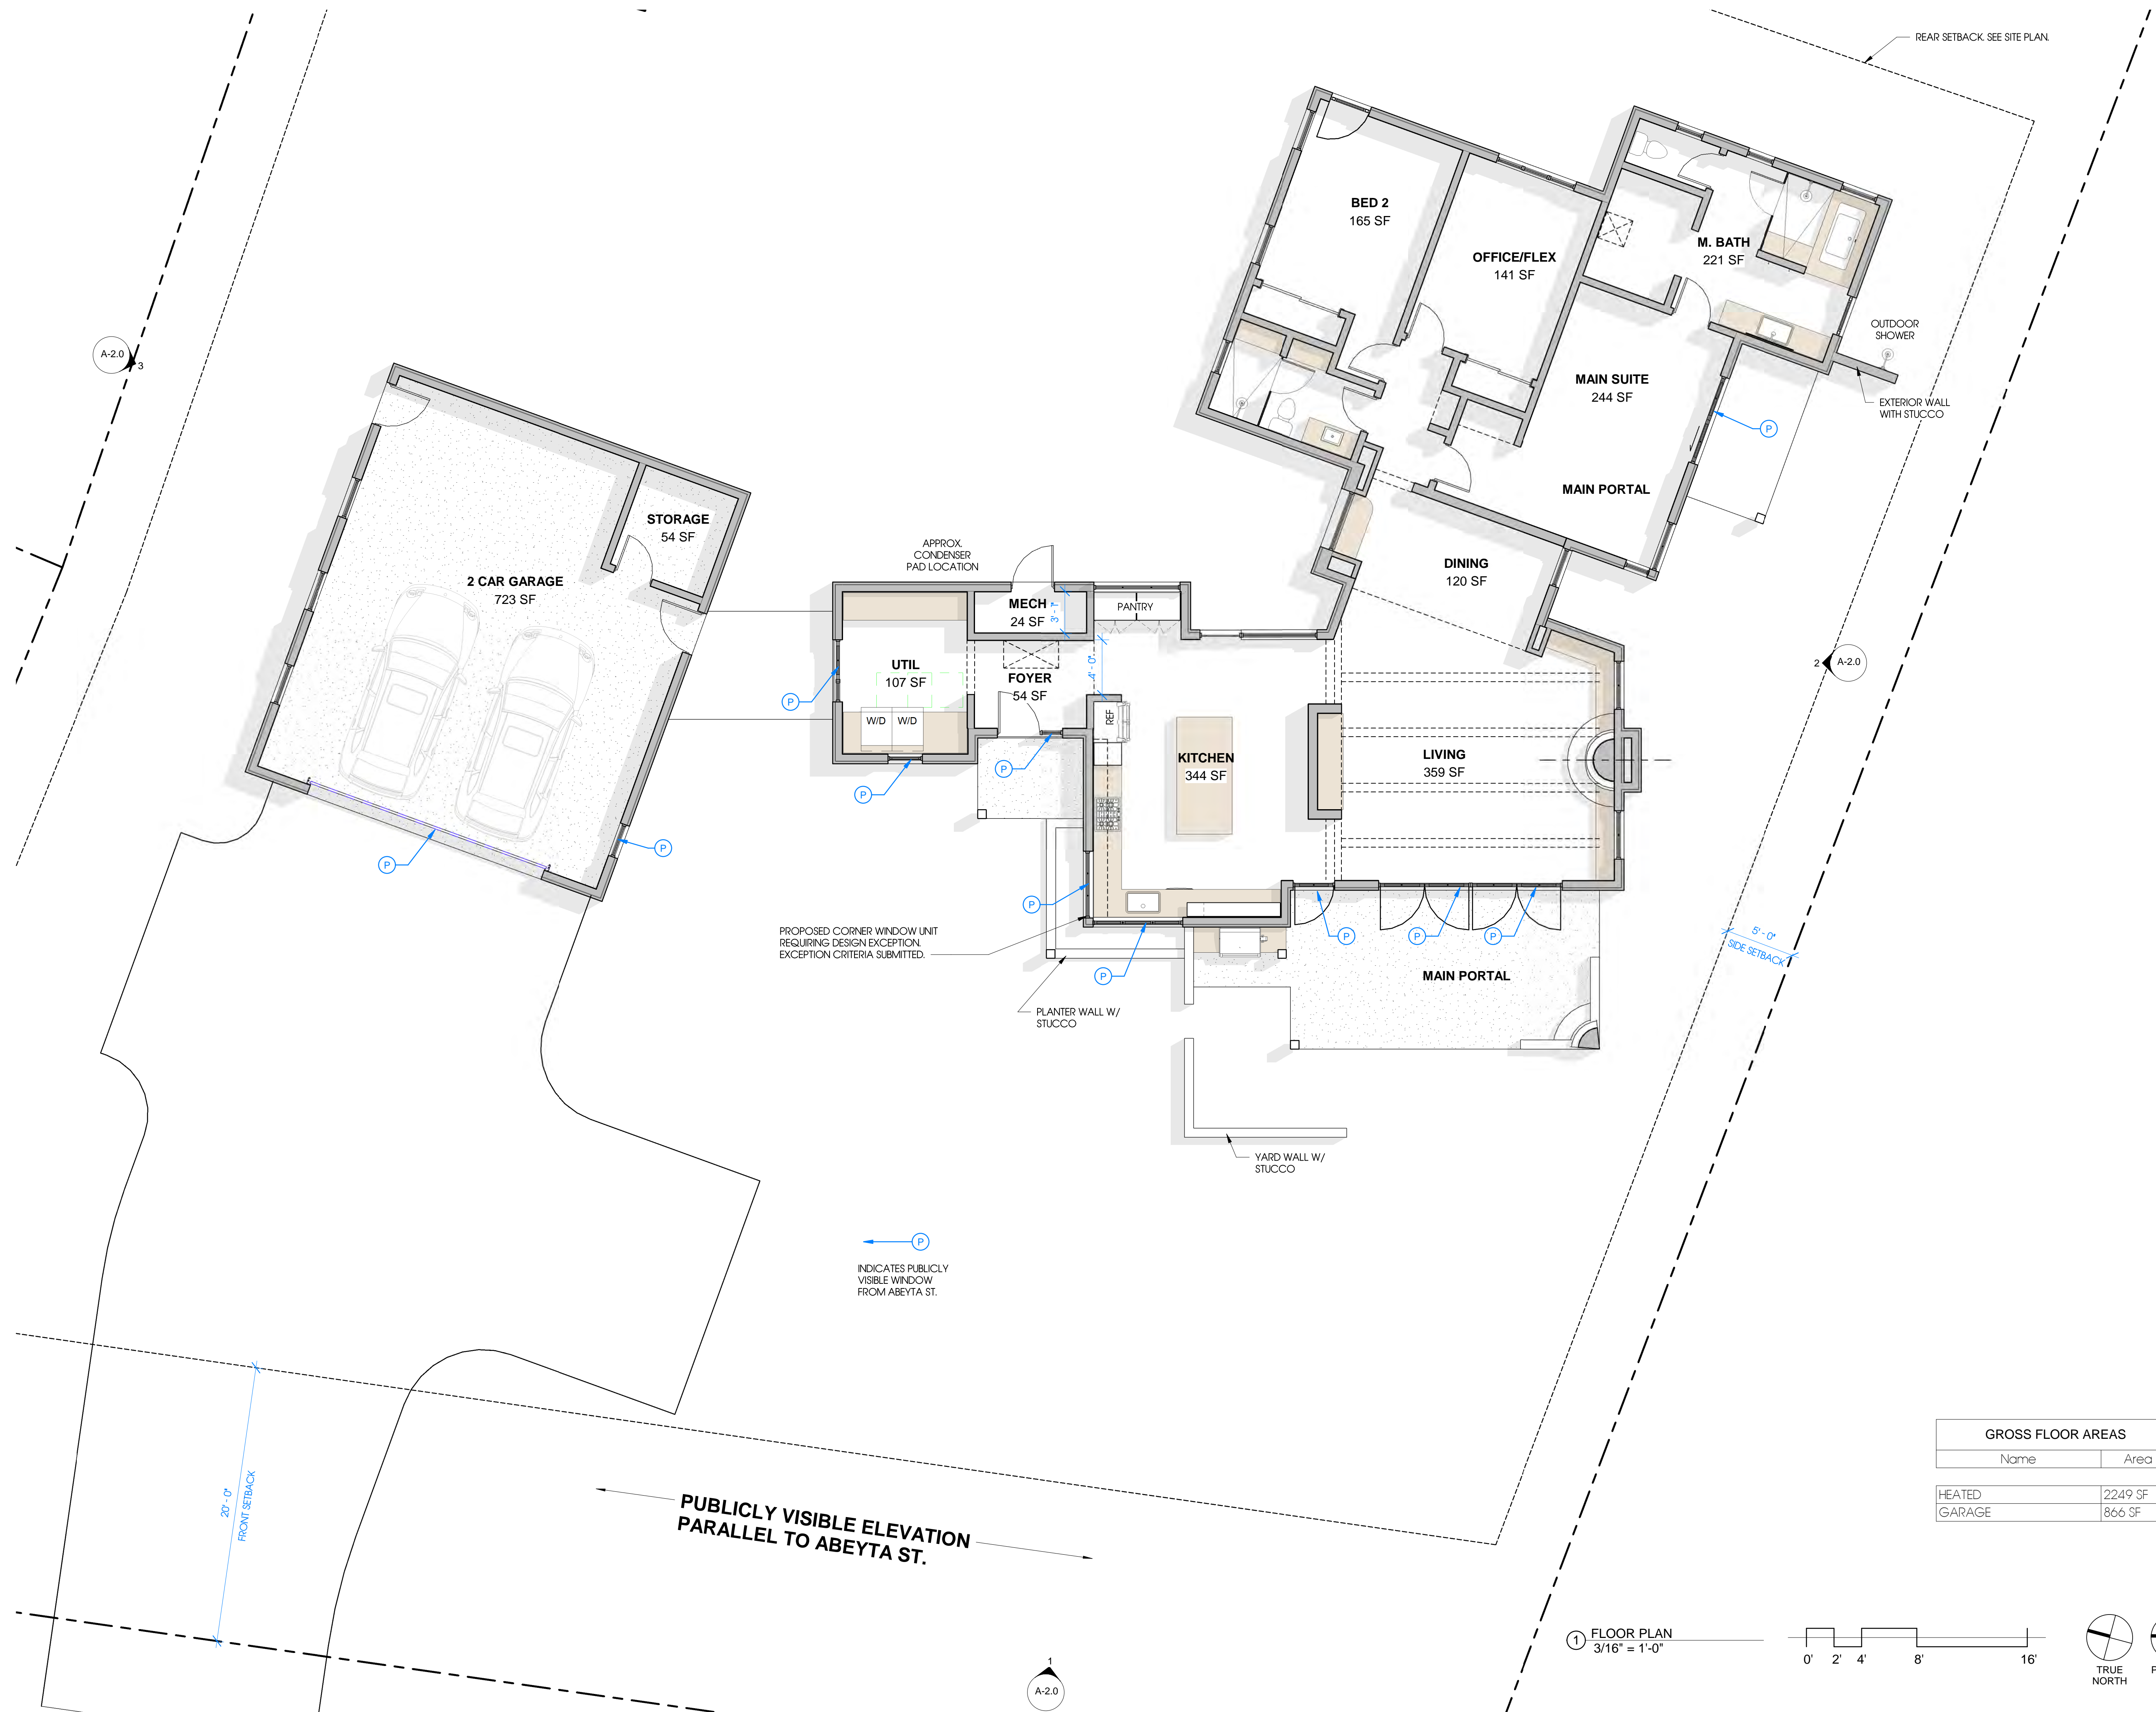 REAR SETBACK. SEE SITE PLAN.
BED 2
165 SF
OFFICE/FLEX
141 SF
M. BATH
221 SF
OUTDOOR
SHOWER
A-2.0
3
MAIN SUITE
244 SF
EXTERIOR WALL
WITH STUCCO
P
MAIN PORTAL
STORAGE
54 SF
2 CAR GARAGE
723 SF
APPROX.
CONDENSER
PAD LOCATION
DINING
120 SF
MECH
24 SF
3' - 1"
PANTRY
UTIL
107 SF
FOYER
54 SF
4' - 0"
2
A-2.0
P
W/D
W/D
REF
KITCHEN
344 SF
LIVING
359 SF
P
P
P
P
P
P
P
P
P
P
PROPOSED CORNER WINDOW UNIT
REQUIRING DESIGN EXCEPTION.
EXCEPTION CRITERIA SUBMITTED.
5' - 0"
SIDE SETBACK
MAIN PORTAL
PLANTER WALL W/
STUCCO
YARD WALL W/
STUCCO
P
INDICATES PUBLICLY
VISIBLE WINDOW
FROM ABEYTA ST.
20' - 0"
FRONT SETBACK
PUBLICLY VISIBLE ELEVATION
PARALLEL TO ABEYTA ST.
GROSS FLOOR AREAS
Name Area
HEATED 2249 SF
GARAGE 866 SF
1
FLOOR PLAN
3/16" = 1'-0"
0' 2' 4' 8' 16'
TRUE
NORTH
1
A-2.0